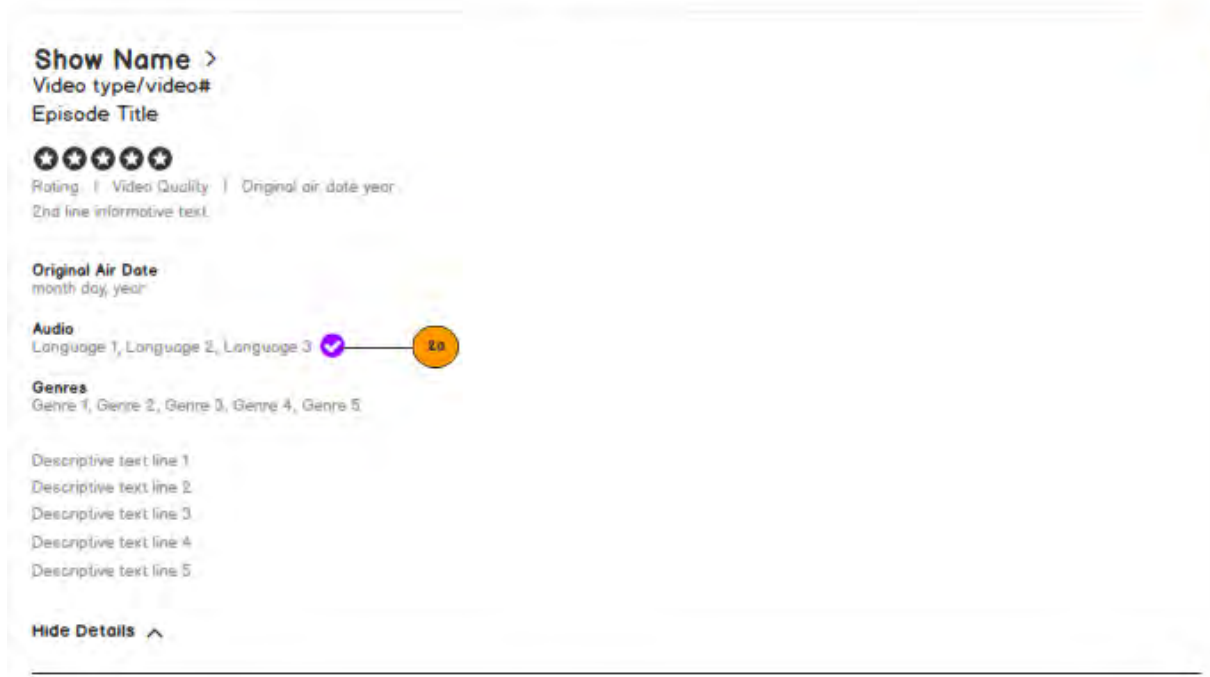 Show Name >
Video type/video#
Episode Title
Rating | Video Quality | Original air date year
2nd line informative text
Original Air Date
month day, year
Audio
Language 1, Language 2, Language 3
2a
Genres
Genre 1, Genre 2, Genre 3, Genre 4, Genre 5
Descriptive text line 1
Descriptive text line 2
Descriptive text line 3
Descriptive text line 4
Descriptive text line 5
Hide Details